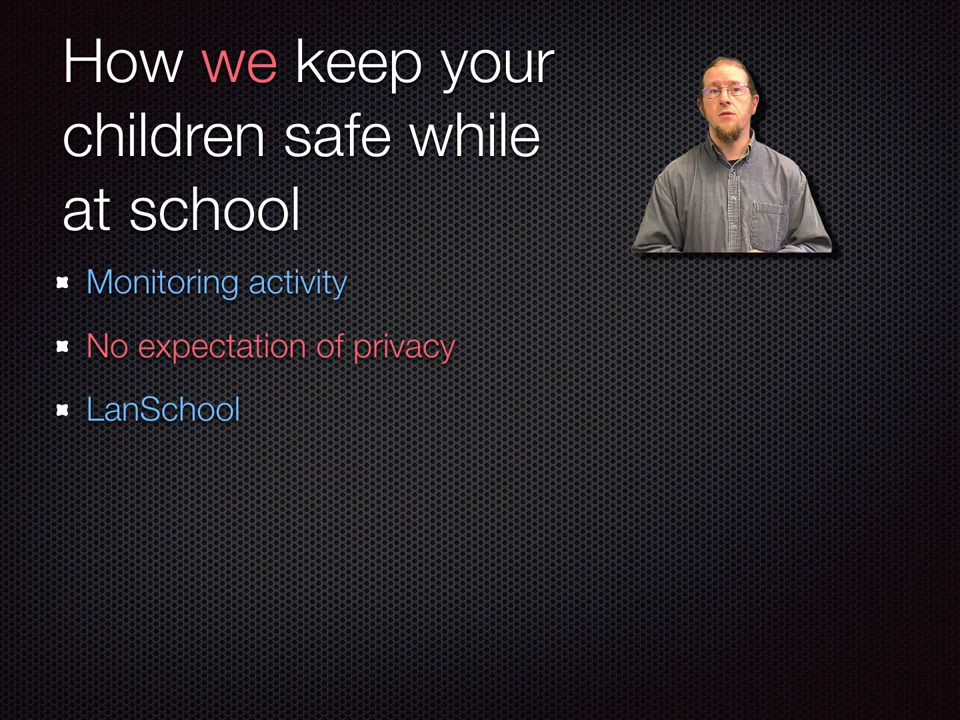 How we keep your
children safe while
at school
Monitoring activity
No expectation of privacy
LanSchool